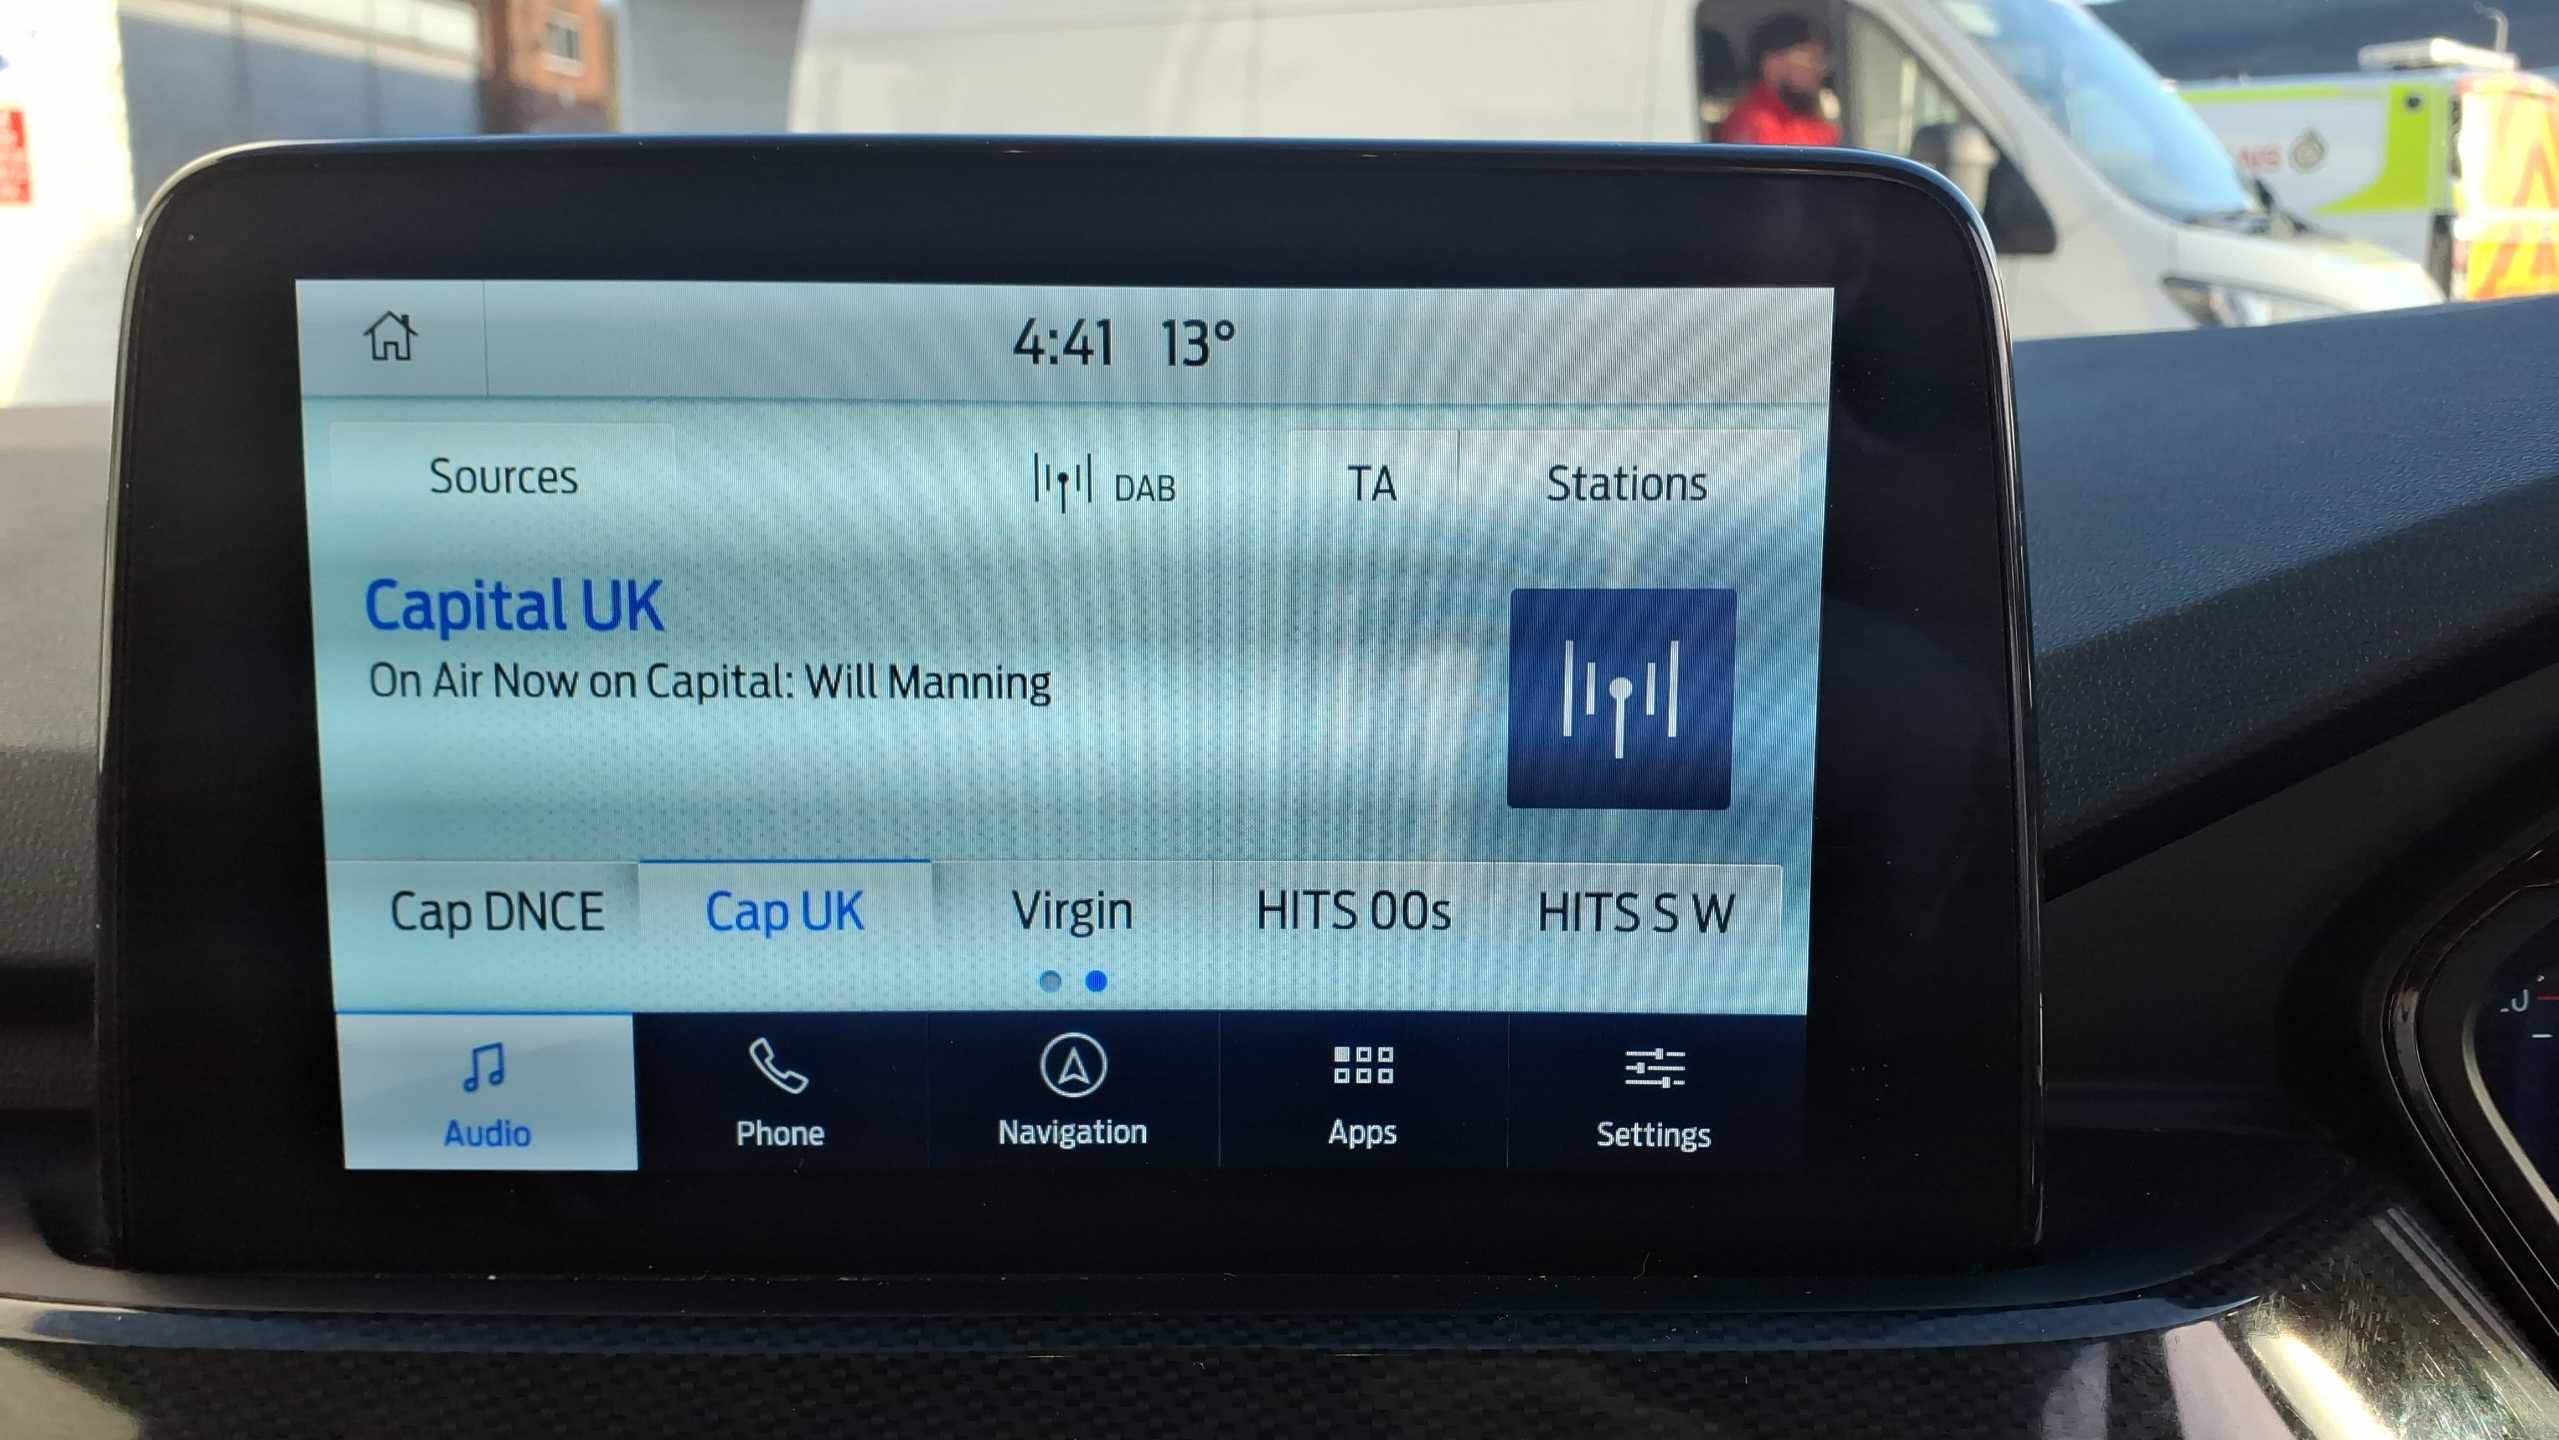 4:41 13°
Sources
DAB
TA
Stations
Capital UK
On Air Now on Capital: Will Manning
Cap DNCE
Cap UK
Virgin
HITS 00s
HITS S W
Audio
Phone
Navigation
Apps
Settings